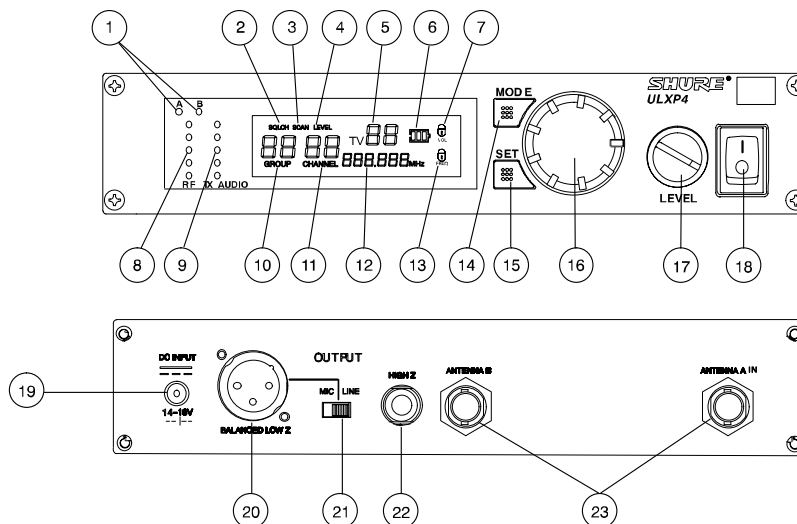 1 2 3 4 5 6 7
A B
SQLCH SCAN LEVEL
TV
VOL
GROUP CHANNEL 888.888 MHz
FREQ
RF TX AUDIO
MODE
SET
SHURE®
ULXP4
LEVEL
8 9 10 11 12 13 14 15 16 17 18
DC INPUT
14-18V
OUTPUT
MIC LINE
BALANCED LOW Z
HIGH Z
ANTENNA B
ANTENNA A IN
19
20 21 22 23